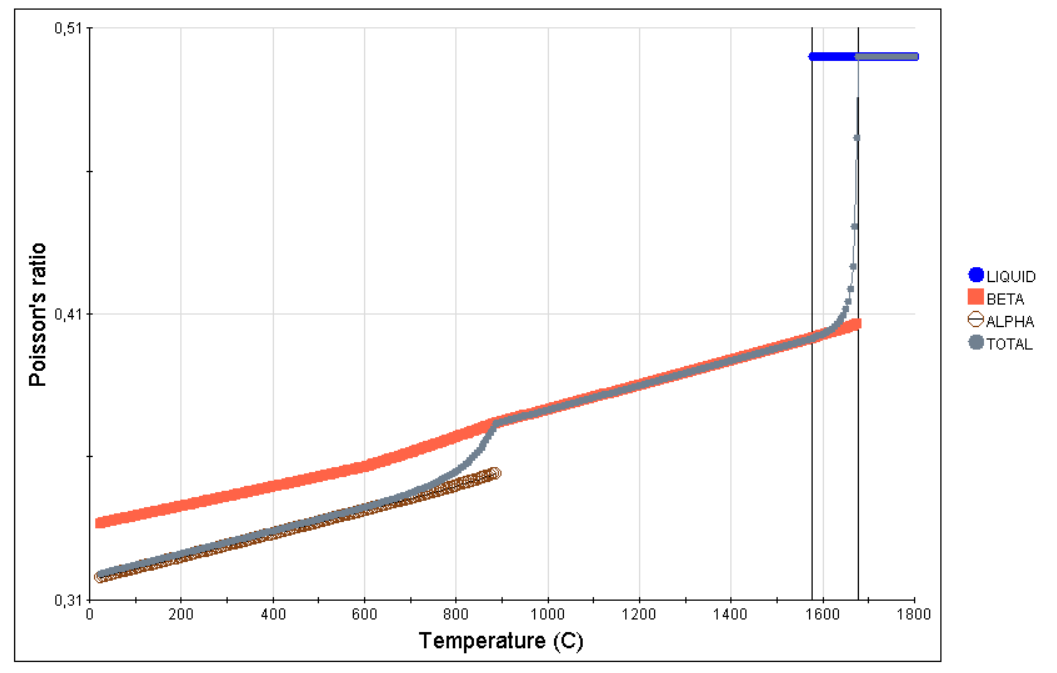 0,51
0,41
0,31
Poisson's ratio
0 200 400 600 800 1000 1200 1400 1600 1800
Temperature (C)
LIQUID
BETA
ALPHA
TOTAL